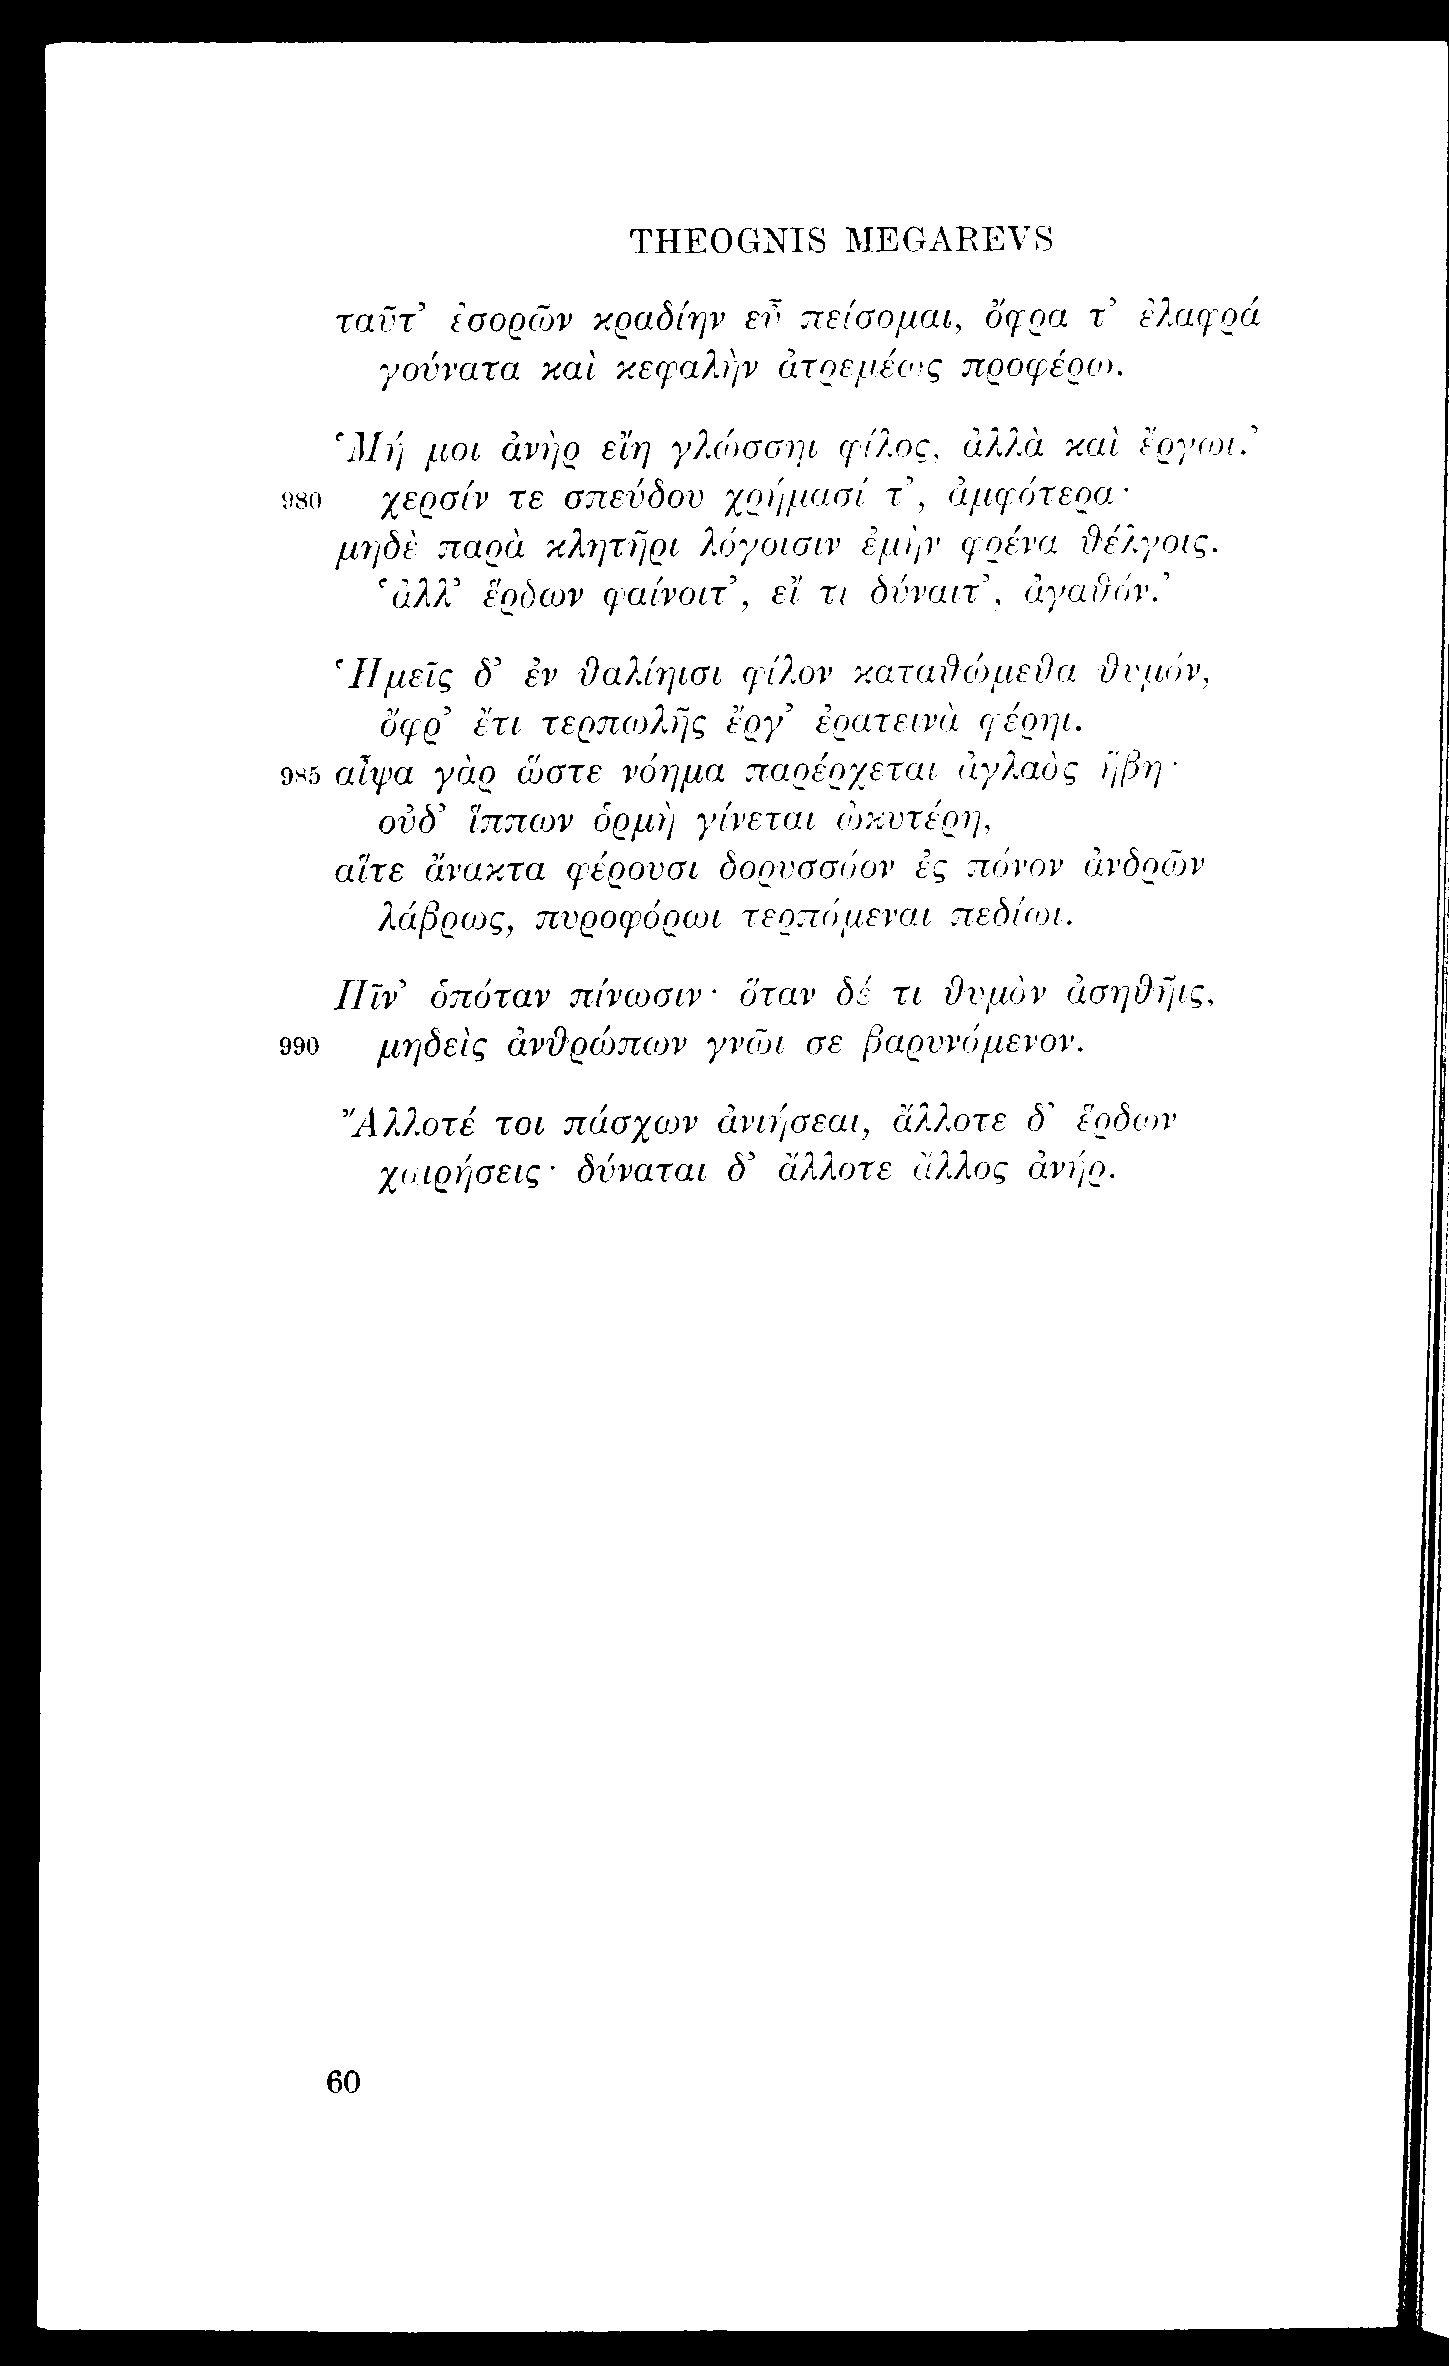 THEOGNIS MEGAREVS
ταῦτ’ ἐσορῶν κραδίην εὖ πείσομαι, ὄφρα τ’ ἐλαφρά
γούνατα καὶ κεφαλὴν ἀτρεμέως προφέρω.
‘Μή μοι ἀνὴρ εἴη γλώσσηι φίλος, ἀλλὰ καὶ ἔργωι.’
980 χερσίν τε σπεύδου χρήμασί τ’, ἀμφότερα·
μηδὲ παρὰ κλητῆρι λόγοισιν ἐμὴν φρένα θέλγοις.
‘ἀλλ’ ἕρδων φαίνοιτ’, εἴ τι δύναιτ’, ἀγαθόν.’
Ἡμεῖς δ’ ἐν θαλίηισι φίλον καταθώμεθα θυμόν,
ὄφρ’ ἔτι τερπωλῆς ἔργ’ ἐρατεινὰ φέρηι.
985 αἶψα γὰρ ὥστε νόημα παρέρχεται ἀγλαὸς ἥβη·
οὐδ’ ἵππων ὁρμὴ γίνεται ὠκυτέρη,
αἵτε ἄνακτα φέρουσι δορυσσόον ἐς πόνον ἀνδρῶν
λάβρως, πυροφόρωι τερπόμεναι πεδίωι.
Πῖν’ ὁπόταν πίνωσιν· ὅταν δέ τι θυμὸν ἀσηθῆις,
990 μηδεὶς ἀνθρώπων γνῶι σε βαρυνόμενον.
Ἄλλοτέ τοι πάσχων ἀνιήσεαι, ἄλλοτε δ’ ἕρδων
χαιρήσεις· δύναται δ’ ἄλλοτε ἄλλος ἀνήρ.
60